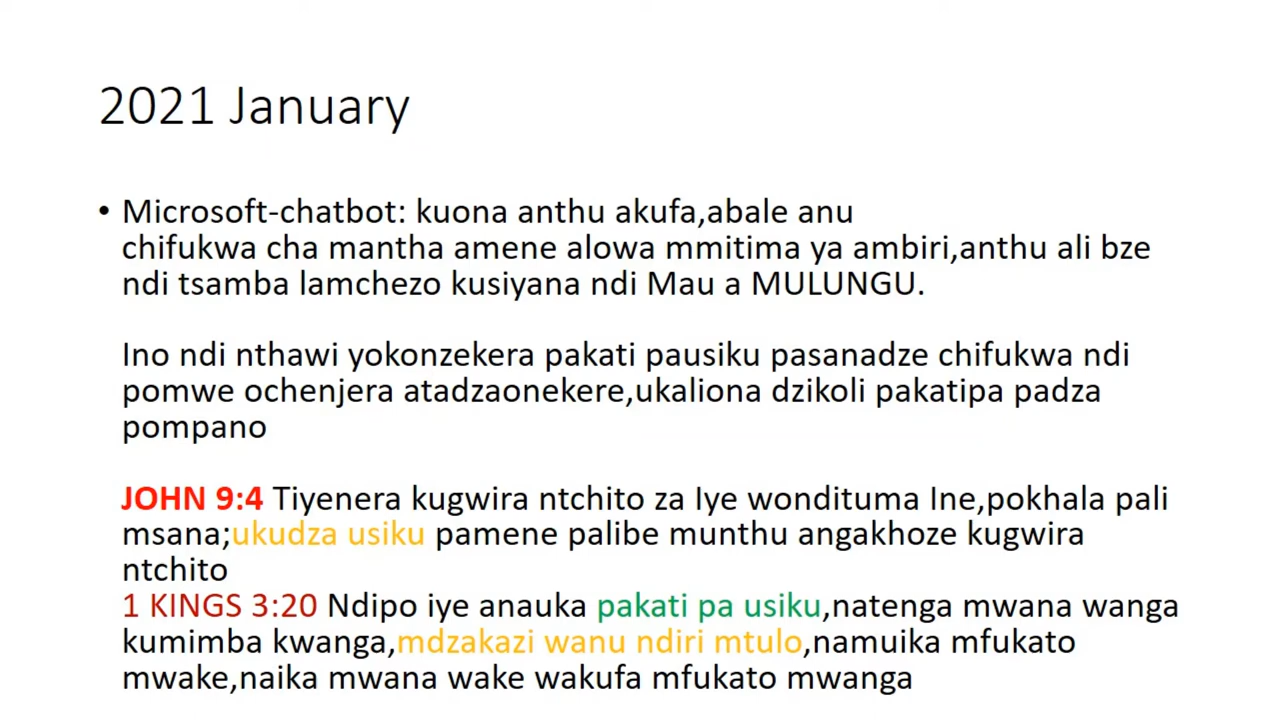 2021 January
• Microsoft-chatbot: kuona anthu akufa,abale anu
chifukwa cha mantha amene alowa mmitima ya ambiri,anthu ali bze
ndi tsamba lamchezo kusiyana ndi Mau a MULUNGU.
Ino ndi nthawi yokonzekera pakati pausiku pasanadze chifukwa ndi
pomwe ochenjera atadzaonekere,ukaliona dzikoli pakatipa padza
pompano
JOHN 9:4 Tiyenera kugwira ntchito za Iye wondituma Ine,pokhala pali
msana;ukudza usiku pamene palibe munthu angakhoze kugwira
ntchito
1 KINGS 3:20 Ndipo iye anauka pakati pa usiku,natenga mwana wanga
kumimba kwanga,mdzakazi wanu ndiri mtulo,namuika mfukato
mwake,naika mwana wake wakufa mfukato mwanga